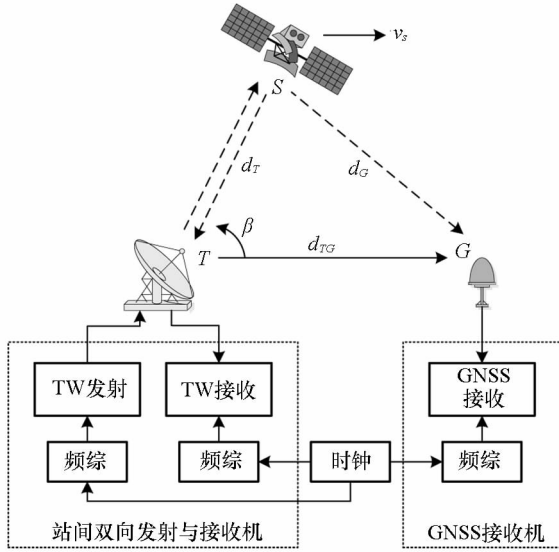 v_s
S
d_T
d_G
β
T
d_TG
G
TW发射
TW接收
GNSS
接收
频综
频综
时钟
频综
站间双向发射与接收机
GNSS接收机